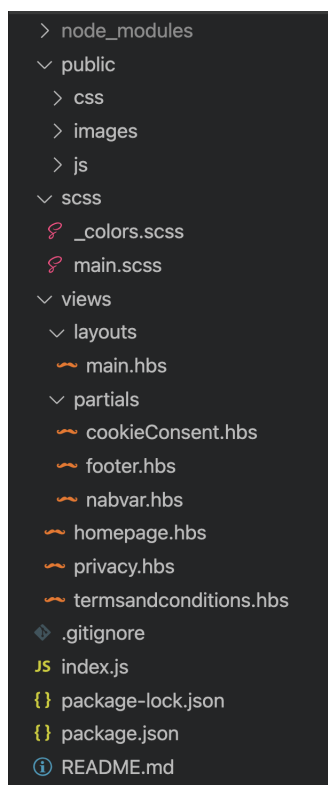 node_modules
public
css
images
js
scss
_colors.scss
main.scss
views
layouts
main.hbs
partials
cookieConsent.hbs
footer.hbs
nabvar.hbs
homepage.hbs
privacy.hbs
termsandconditions.hbs
.gitignore
JS index.js
{ } package-lock.json
{ } package.json
README.md